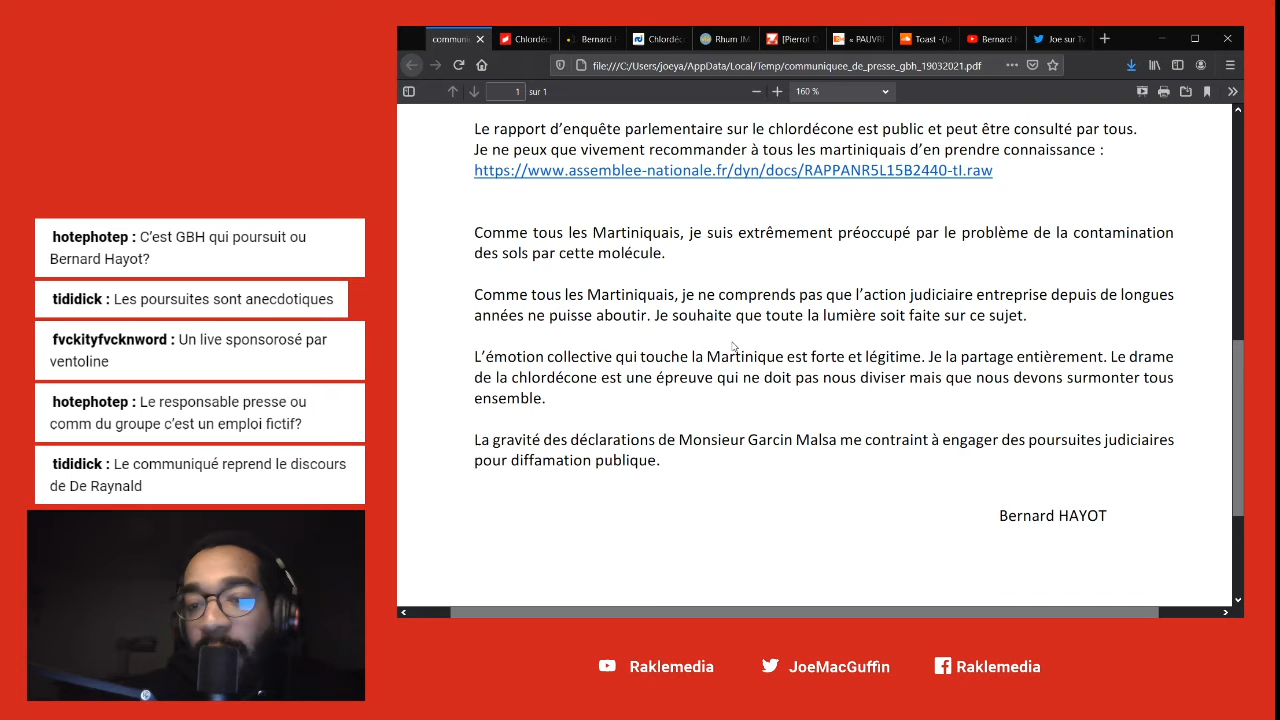 communic
Chlordéc
Bernard H
Chlordéc
Rhum JM
[Pierrot D
« PAUVRE
Toast -(Ja
Bernard H
Joe sur Tw
file:///C:/Users/joeya/AppData/Local/Temp/communiquee_de_presse_gbh_19032021.pdf
1 sur 1
160 %
Le rapport d’enquête parlementaire sur le chlordécone est public et peut être consulté par tous.
Je ne peux que vivement recommander à tous les martiniquais d’en prendre connaissance :
https://www.assemblee-nationale.fr/dyn/docs/RAPPANR5L15B2440-tI.raw
Comme tous les Martiniquais, je suis extrêmement préoccupé par le problème de la contamination
des sols par cette molécule.
Comme tous les Martiniquais, je ne comprends pas que l’action judiciaire entreprise depuis de longues
années ne puisse aboutir. Je souhaite que toute la lumière soit faite sur ce sujet.
L’émotion collective qui touche la Martinique est forte et légitime. Je la partage entièrement. Le drame
de la chlordécone est une épreuve qui ne doit pas nous diviser mais que nous devons surmonter tous
ensemble.
La gravité des déclarations de Monsieur Garcin Malsa me contraint à engager des poursuites judiciaires
pour diffamation publique.
Bernard HAYOT
hotephotep : C’est GBH qui poursuit ou
Bernard Hayot?
tididick : Les poursuites sont anecdotiques
fvckityfvcknword : Un live sponsorosé par
ventoline
hotephotep : Le responsable presse ou
comm du groupe c’est un emploi fictif?
tididick : Le communiqué reprend le discours
de De Raynald
Raklemedia
JoeMacGuffin
Raklemedia